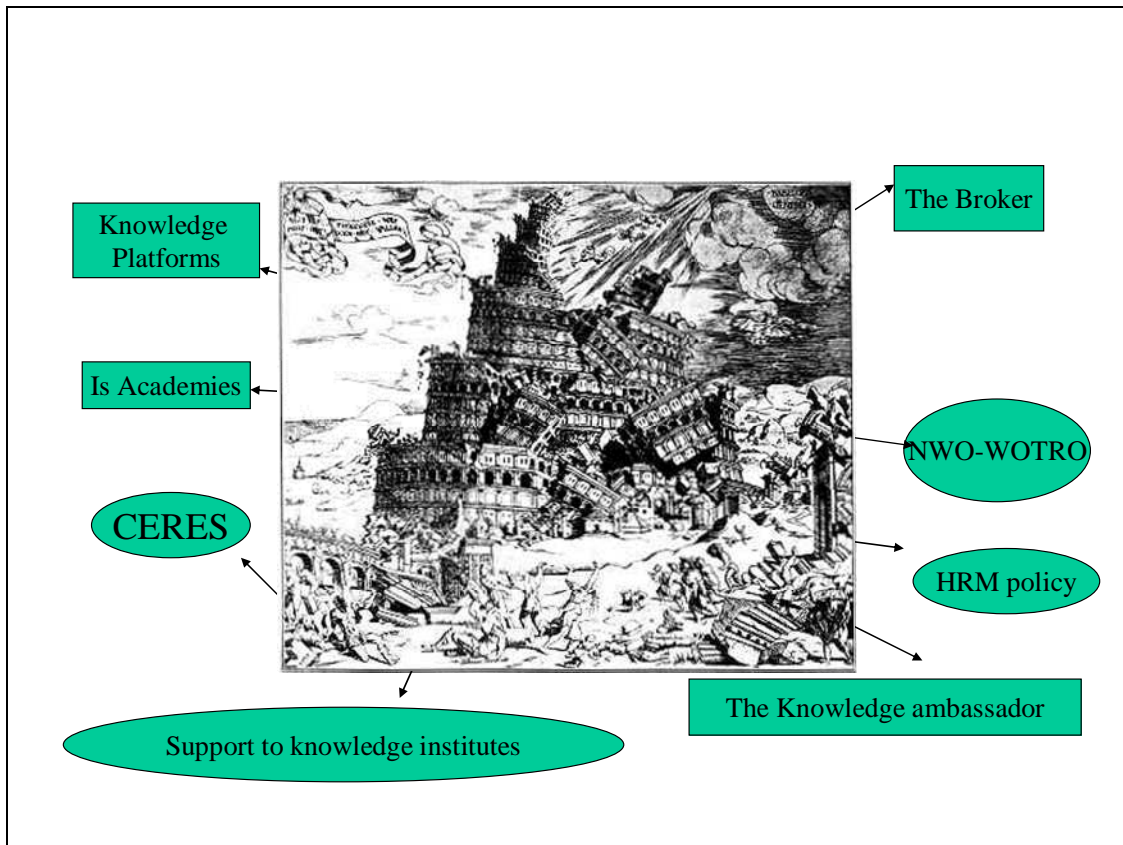 The Broker
Knowledge
Platforms
Is Academies
NWO-WOTRO
CERES
HRM policy
The Knowledge ambassador
Support to knowledge institutes